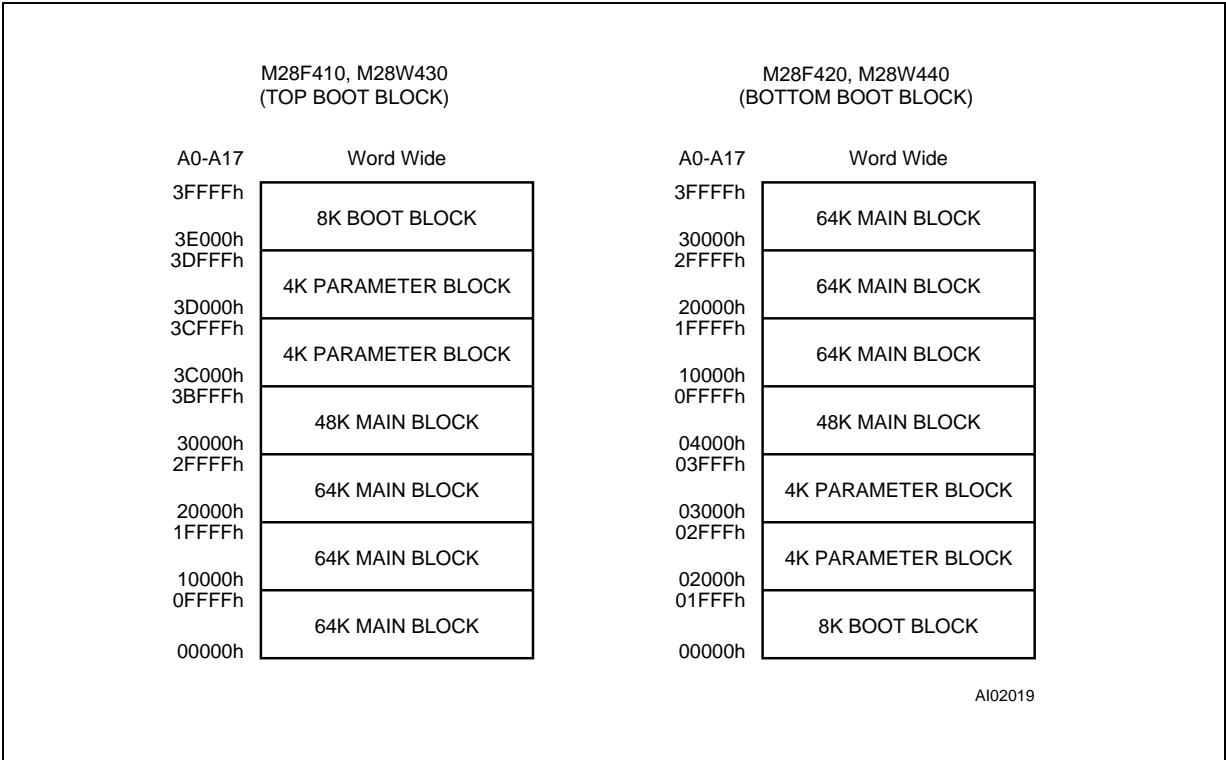 M28F410, M28W430
(TOP BOOT BLOCK)
A0-A17 Word Wide
3FFFFh
8K BOOT BLOCK
3E000h
3DFFFh
4K PARAMETER BLOCK
3D000h
3CFFFh
4K PARAMETER BLOCK
3C000h
3BFFFh
48K MAIN BLOCK
30000h
2FFFFh
64K MAIN BLOCK
20000h
1FFFFh
64K MAIN BLOCK
10000h
0FFFFh
64K MAIN BLOCK
00000h
M28F420, M28W440
(BOTTOM BOOT BLOCK)
A0-A17 Word Wide
3FFFFh
64K MAIN BLOCK
30000h
2FFFFh
64K MAIN BLOCK
20000h
1FFFFh
64K MAIN BLOCK
10000h
0FFFFh
48K MAIN BLOCK
04000h
03FFFh
4K PARAMETER BLOCK
03000h
02FFFh
4K PARAMETER BLOCK
02000h
01FFFh
8K BOOT BLOCK
00000h
AI02019